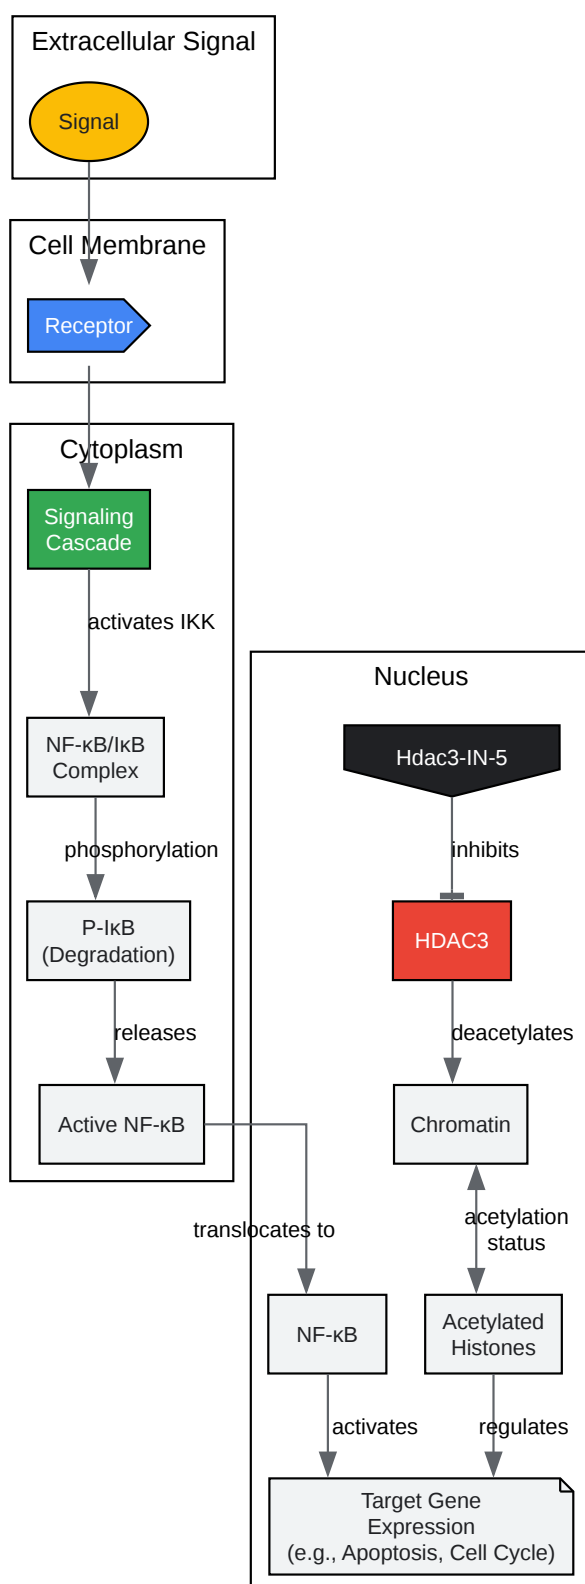 Extracellular Signal
Signal
Cell Membrane
Receptor
Cytoplasm
Signaling
Cascade
activates IKK
NF-κB/IκB
Complex
phosphorylation
P-IκB
(Degradation)
releases
Active NF-κB
translocates to
Nucleus
Hdac3-IN-5
inhibits
HDAC3
deacetylates
Chromatin
acetylation
status
NF-κB
Acetylated
Histones
activates
regulates
Target Gene
Expression
(e.g., Apoptosis, Cell Cycle)